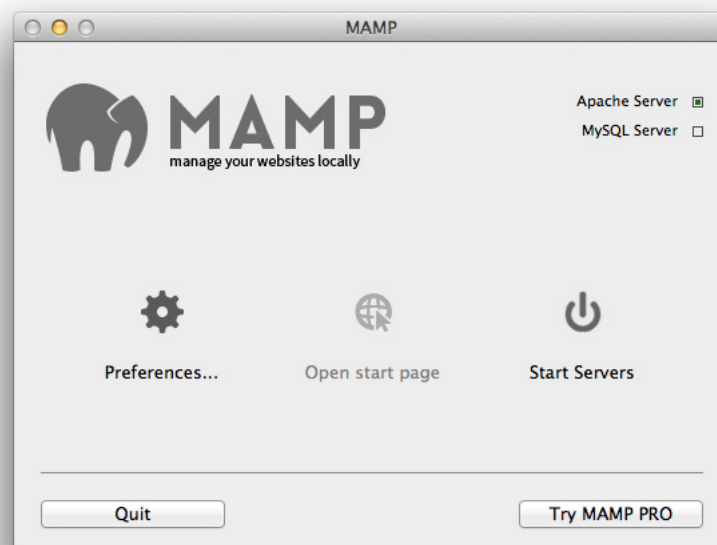 MAMP
MAMP
manage your websites locally
Apache Server
MySQL Server
Preferences...
Open start page
Start Servers
Quit
Try MAMP PRO